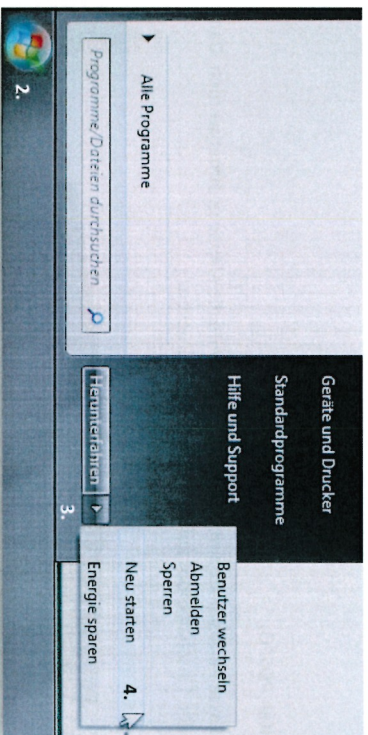 Geräte und Drucker
Standardprogramme
Hilfe und Support
Alle Programme
Programme/Dateien durchsuchen
Herunterfahren
Benutzer wechseln
Abmelden
Sperren
Neu starten 4.
Energie sparen
2.
3.